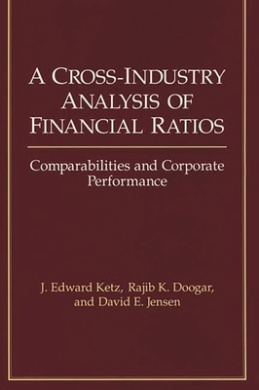 A CROSS-INDUSTRY
ANALYSIS OF
FINANCIAL RATIOS
Comparabilities and Corporate
Performance
J. Edward Ketz, Rajib K. Doogar,
and David E. Jensen